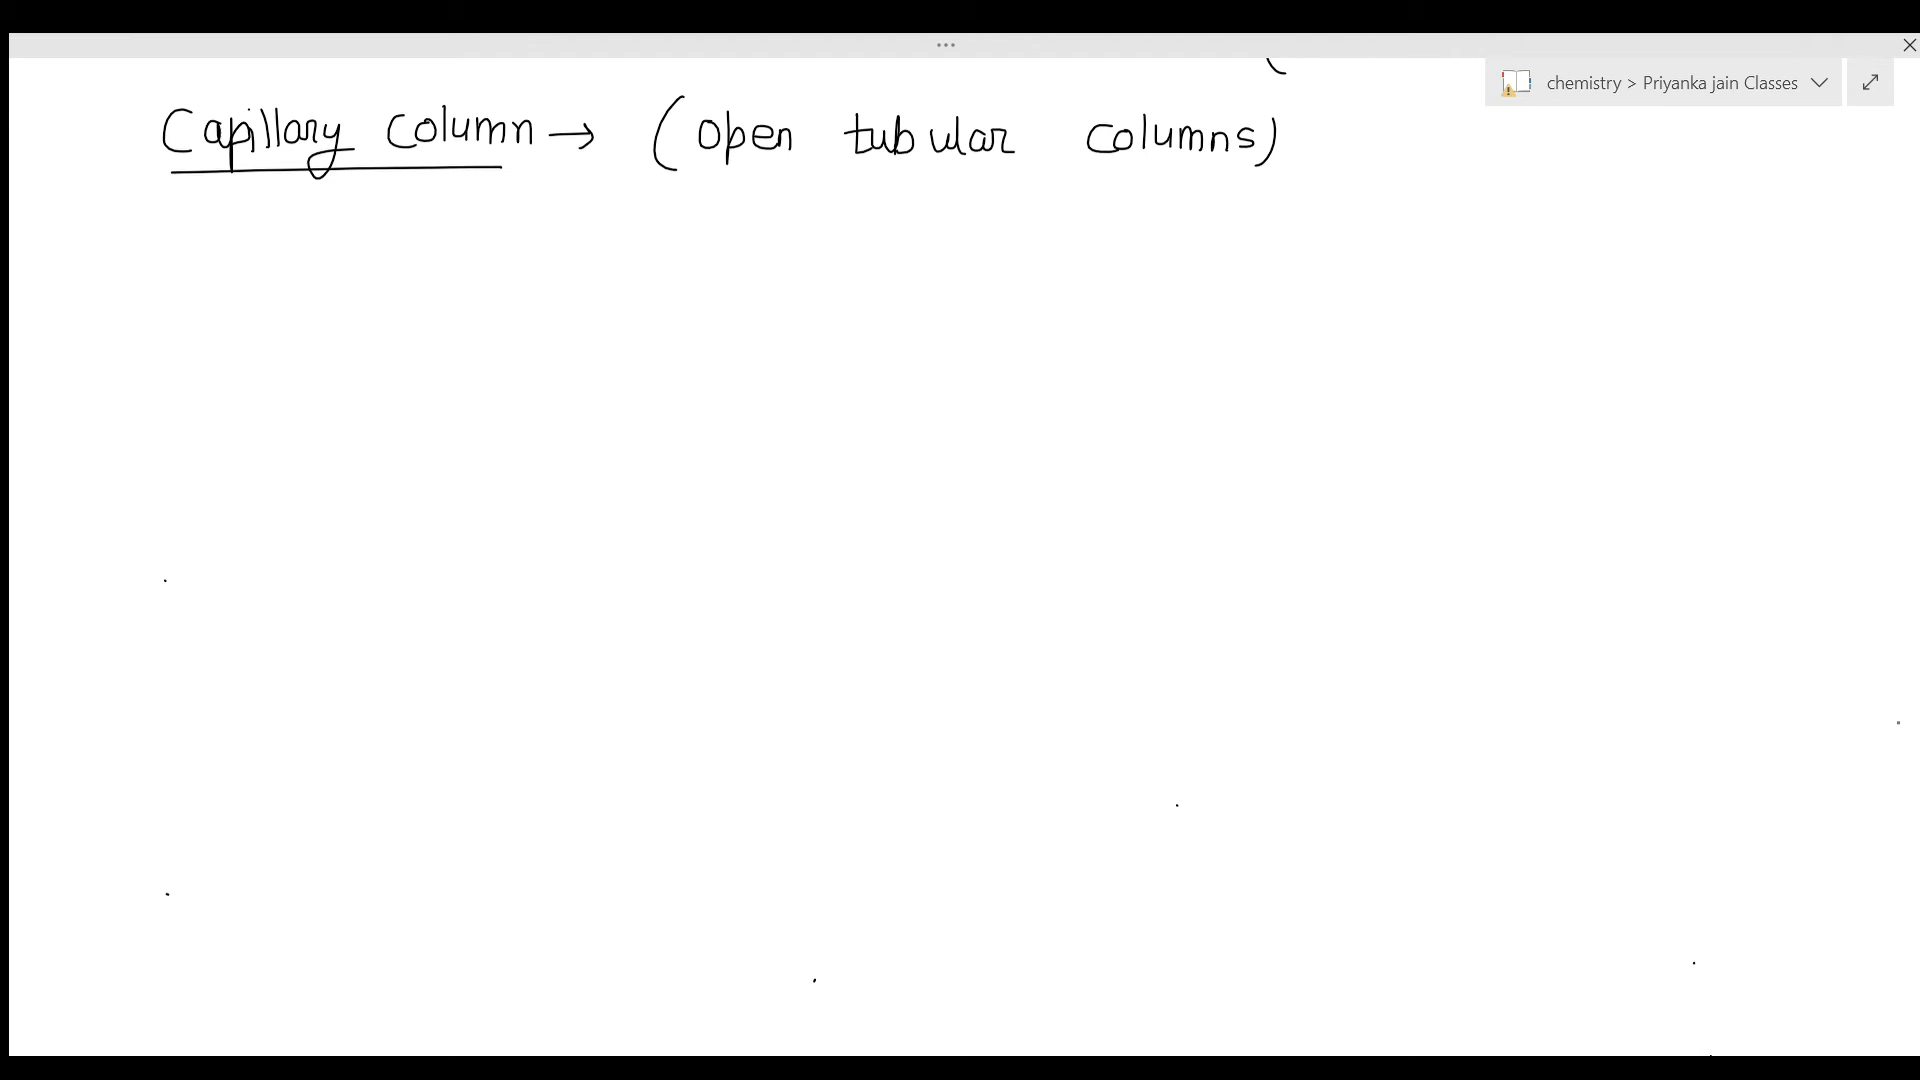 chemistry > Priyanka jain Classes
Capillary Column → (open tubular columns)